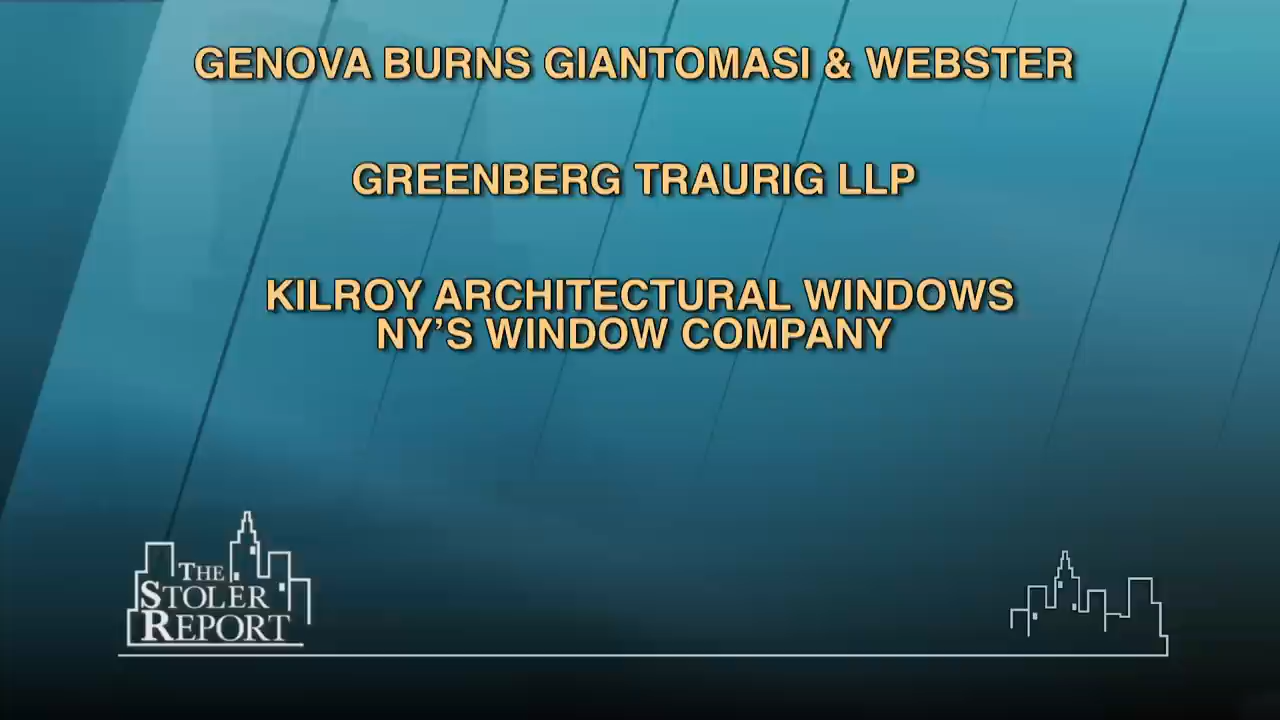 GENOVA BURNS GIANTOMASI & WEBSTER
GREENBERG TRAURIG LLP
KILROY ARCHITECTURAL WINDOWS
NY’S WINDOW COMPANY
THE
STOLER
REPORT